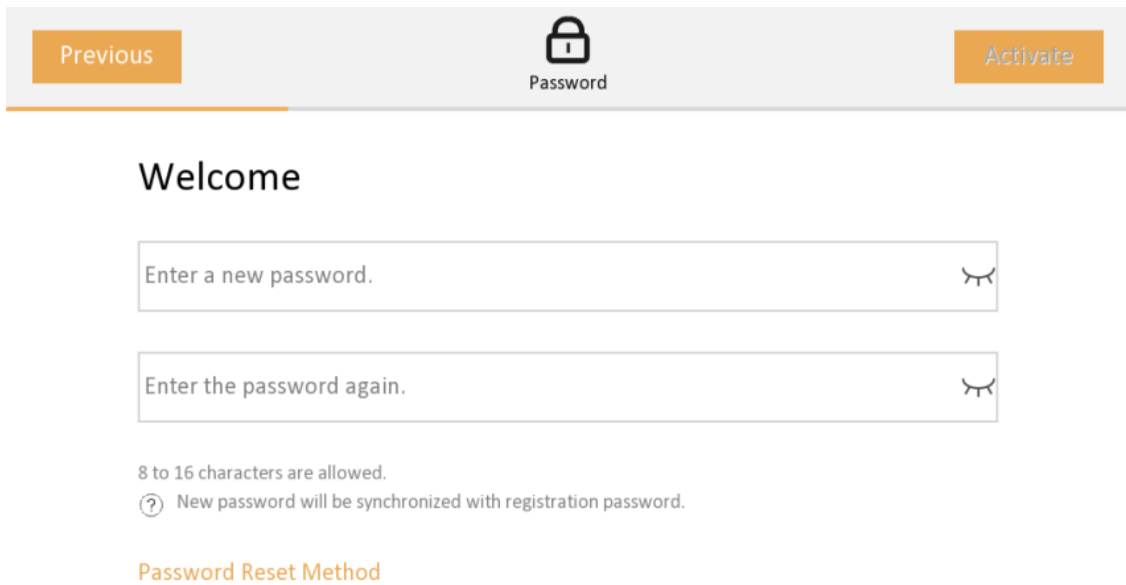 Previous
Password
Activate
Welcome
Enter a new password.
Enter the password again.
8 to 16 characters are allowed.
? New password will be synchronized with registration password.
Password Reset Method